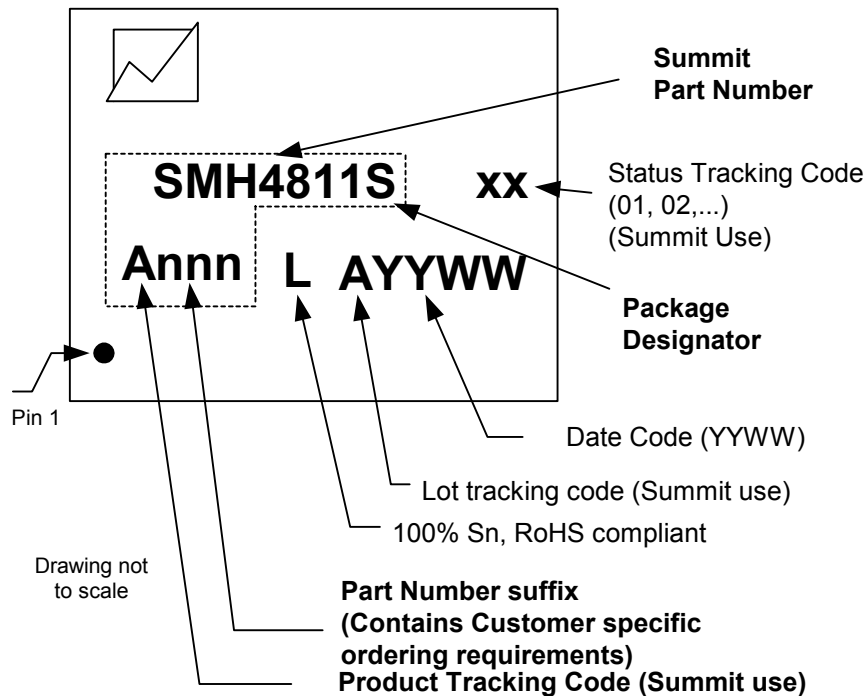 Summit
Part Number
SMH4811S
xx
Status Tracking Code
(01, 02,...)
(Summit Use)
Annn
L
AYYWW
Package
Designator
Pin 1
Date Code (YYWW)
Lot tracking code (Summit use)
100% Sn, RoHS compliant
Drawing not
to scale
Part Number suffix
(Contains Customer specific
ordering requirements)
Product Tracking Code (Summit use)